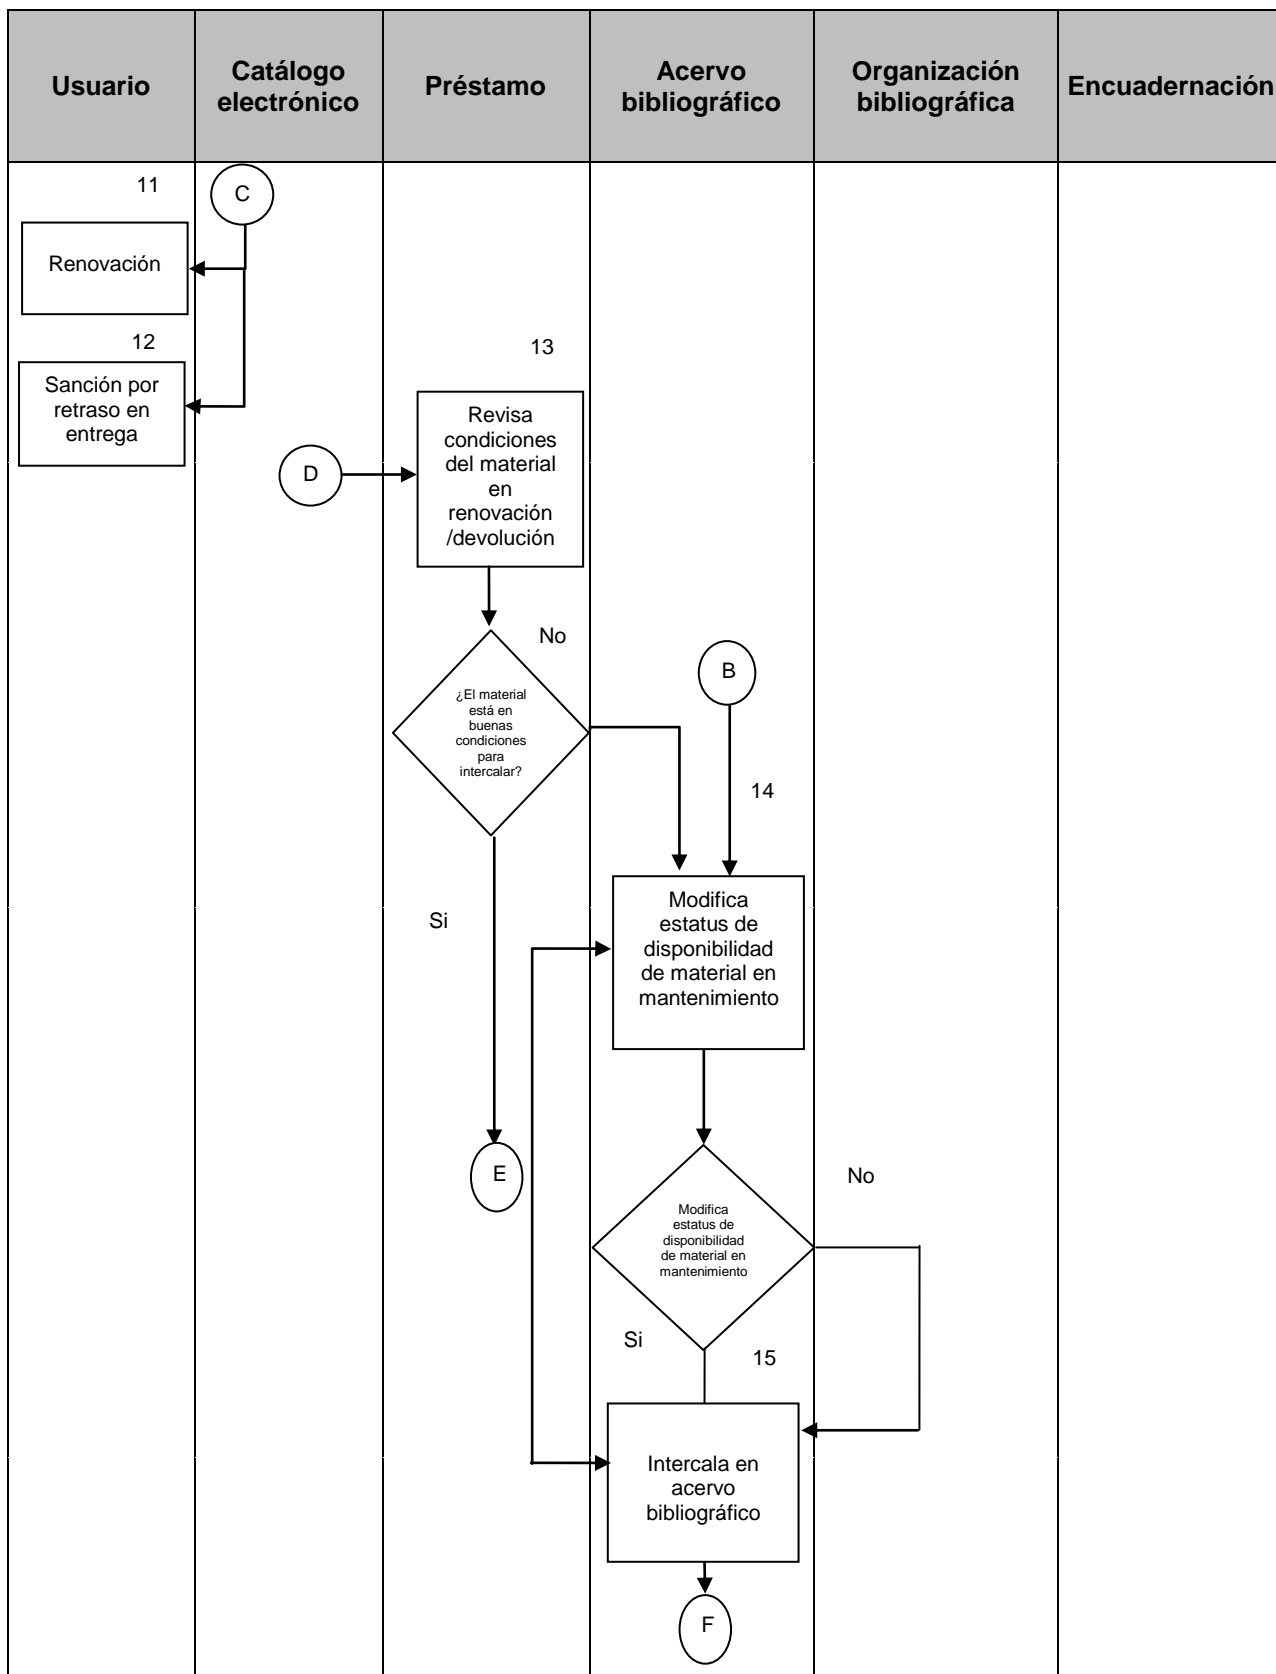 Usuario
Catálogo
electrónico
Préstamo
Acervo
bibliográfico
Organización
bibliográfica
Encuadernación
11
C
Renovación
12
Sanción por
retraso en
entrega
13
Revisa
condiciones
del material
en
renovación
/devolución
D
No
¿El material
está en
buenas
condiciones
para
intercalar?
B
14
Modifica
estatus de
disponibilidad
de material en
mantenimiento
Si
E
No
Modifica
estatus de
disponibilidad
de material en
mantenimiento
Si
15
Intercala en
acervo
bibliográfico
F